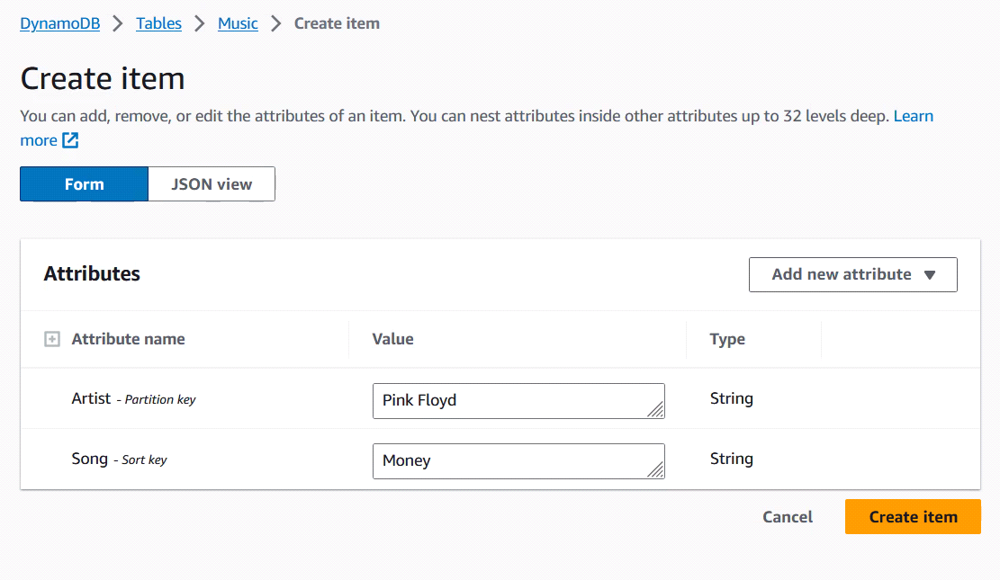 DynamoDB > Tables > Music > Create item
Create item
You can add, remove, or edit the attributes of an item. You can nest attributes inside other attributes up to 32 levels deep. Learn
more
Form JSON view
Attributes Add new attribute
Attribute name Value Type
Artist - Partition key Pink Floyd String
Song - Sort key Money String
Cancel Create item